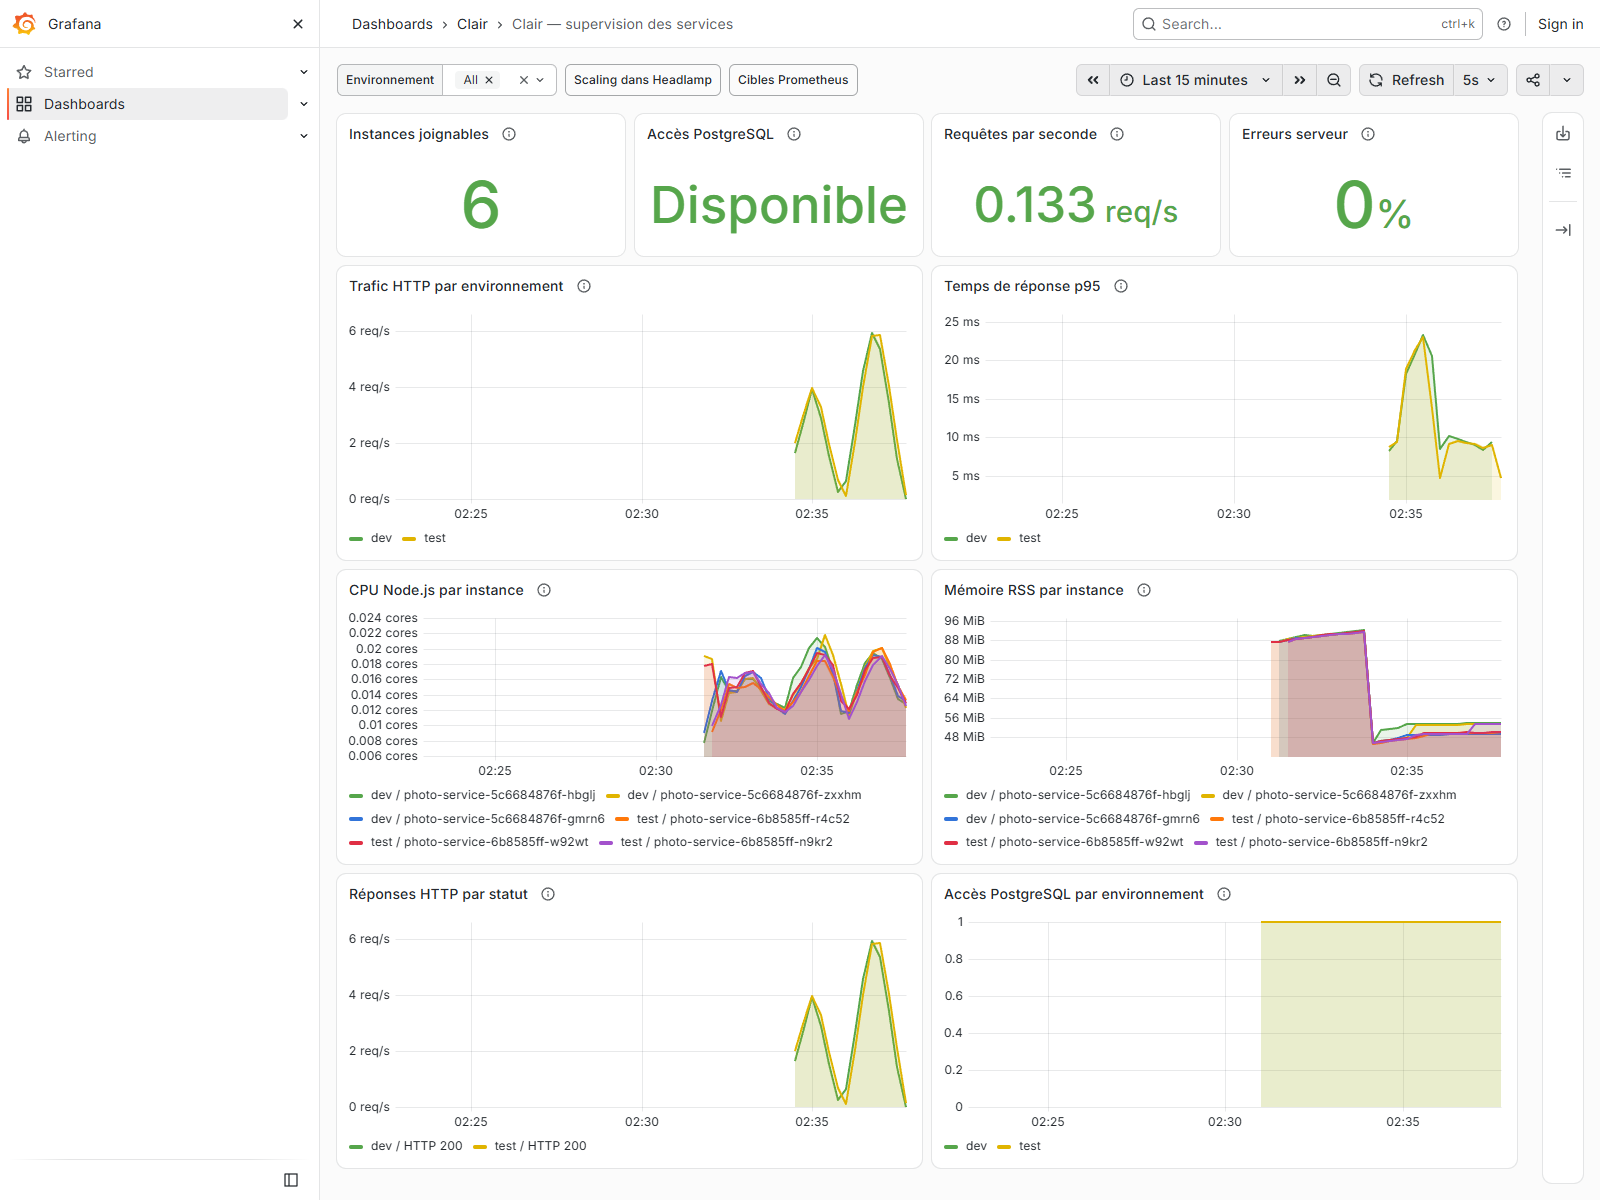 Grafana
Dashboards › Clair › Clair — supervision des services
Search... ctrl+k
Sign in
Starred
Dashboards
Alerting
Environnement All
Scaling dans Headlamp
Cibles Prometheus
Last 15 minutes
Refresh 5s
Instances joignables
6
Accès PostgreSQL
Disponible
Requêtes par seconde
0.133 req/s
Erreurs serveur
0%
Trafic HTTP par environnement
6 req/s
4 req/s
2 req/s
0 req/s
02:25 02:30 02:35
dev test
Temps de réponse p95
25 ms
20 ms
15 ms
10 ms
5 ms
02:25 02:30 02:35
dev test
CPU Node.js par instance
0.024 cores
0.022 cores
0.02 cores
0.018 cores
0.016 cores
0.014 cores
0.012 cores
0.01 cores
0.008 cores
0.006 cores
02:25 02:30 02:35
dev / photo-service-5c6684876f-hbglj dev / photo-service-5c6684876f-zxxhm
dev / photo-service-5c6684876f-gmrn6 test / photo-service-6b8585ff-r4c52
test / photo-service-6b8585ff-w92wt test / photo-service-6b8585ff-n9kr2
Mémoire RSS par instance
96 MiB
88 MiB
80 MiB
72 MiB
64 MiB
56 MiB
48 MiB
02:25 02:30 02:35
dev / photo-service-5c6684876f-hbglj dev / photo-service-5c6684876f-zxxhm
dev / photo-service-5c6684876f-gmrn6 test / photo-service-6b8585ff-r4c52
test / photo-service-6b8585ff-w92wt test / photo-service-6b8585ff-n9kr2
Réponses HTTP par statut
6 req/s
4 req/s
2 req/s
0 req/s
02:25 02:30 02:35
dev / HTTP 200 test / HTTP 200
Accès PostgreSQL par environnement
1
0.8
0.6
0.4
0.2
0
02:25 02:30 02:35
dev test